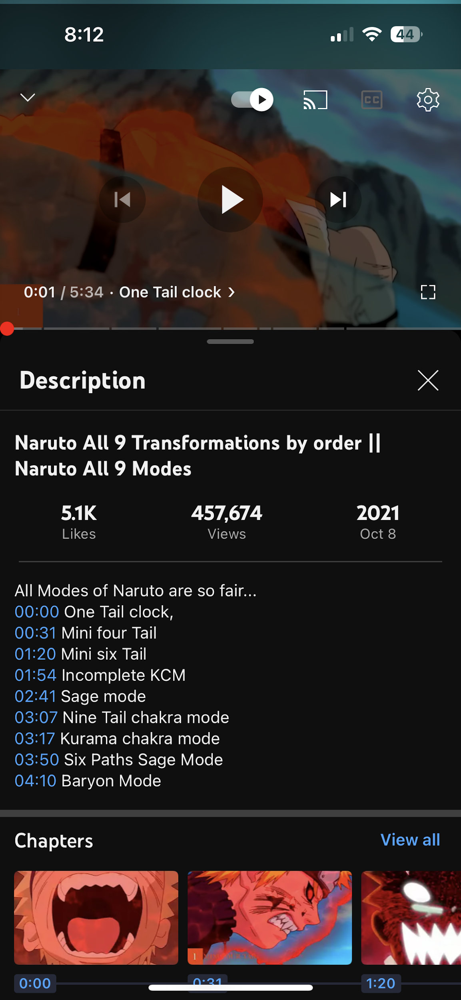 8:12
44
CC
0:01 / 5:34 · One Tail clock
Description
Naruto All 9 Transformations by order ||
Naruto All 9 Modes
5.1K
Likes
457,674
Views
2021
Oct 8
All Modes of Naruto are so fair...
00:00 One Tail clock,
00:31 Mini four Tail
01:20 Mini six Tail
01:54 Incomplete KCM
02:41 Sage mode
03:07 Nine Tail chakra mode
03:17 Kurama chakra mode
03:50 Six Paths Sage Mode
04:10 Baryon Mode
Chapters
View all
1
0:00
0:31
1:20